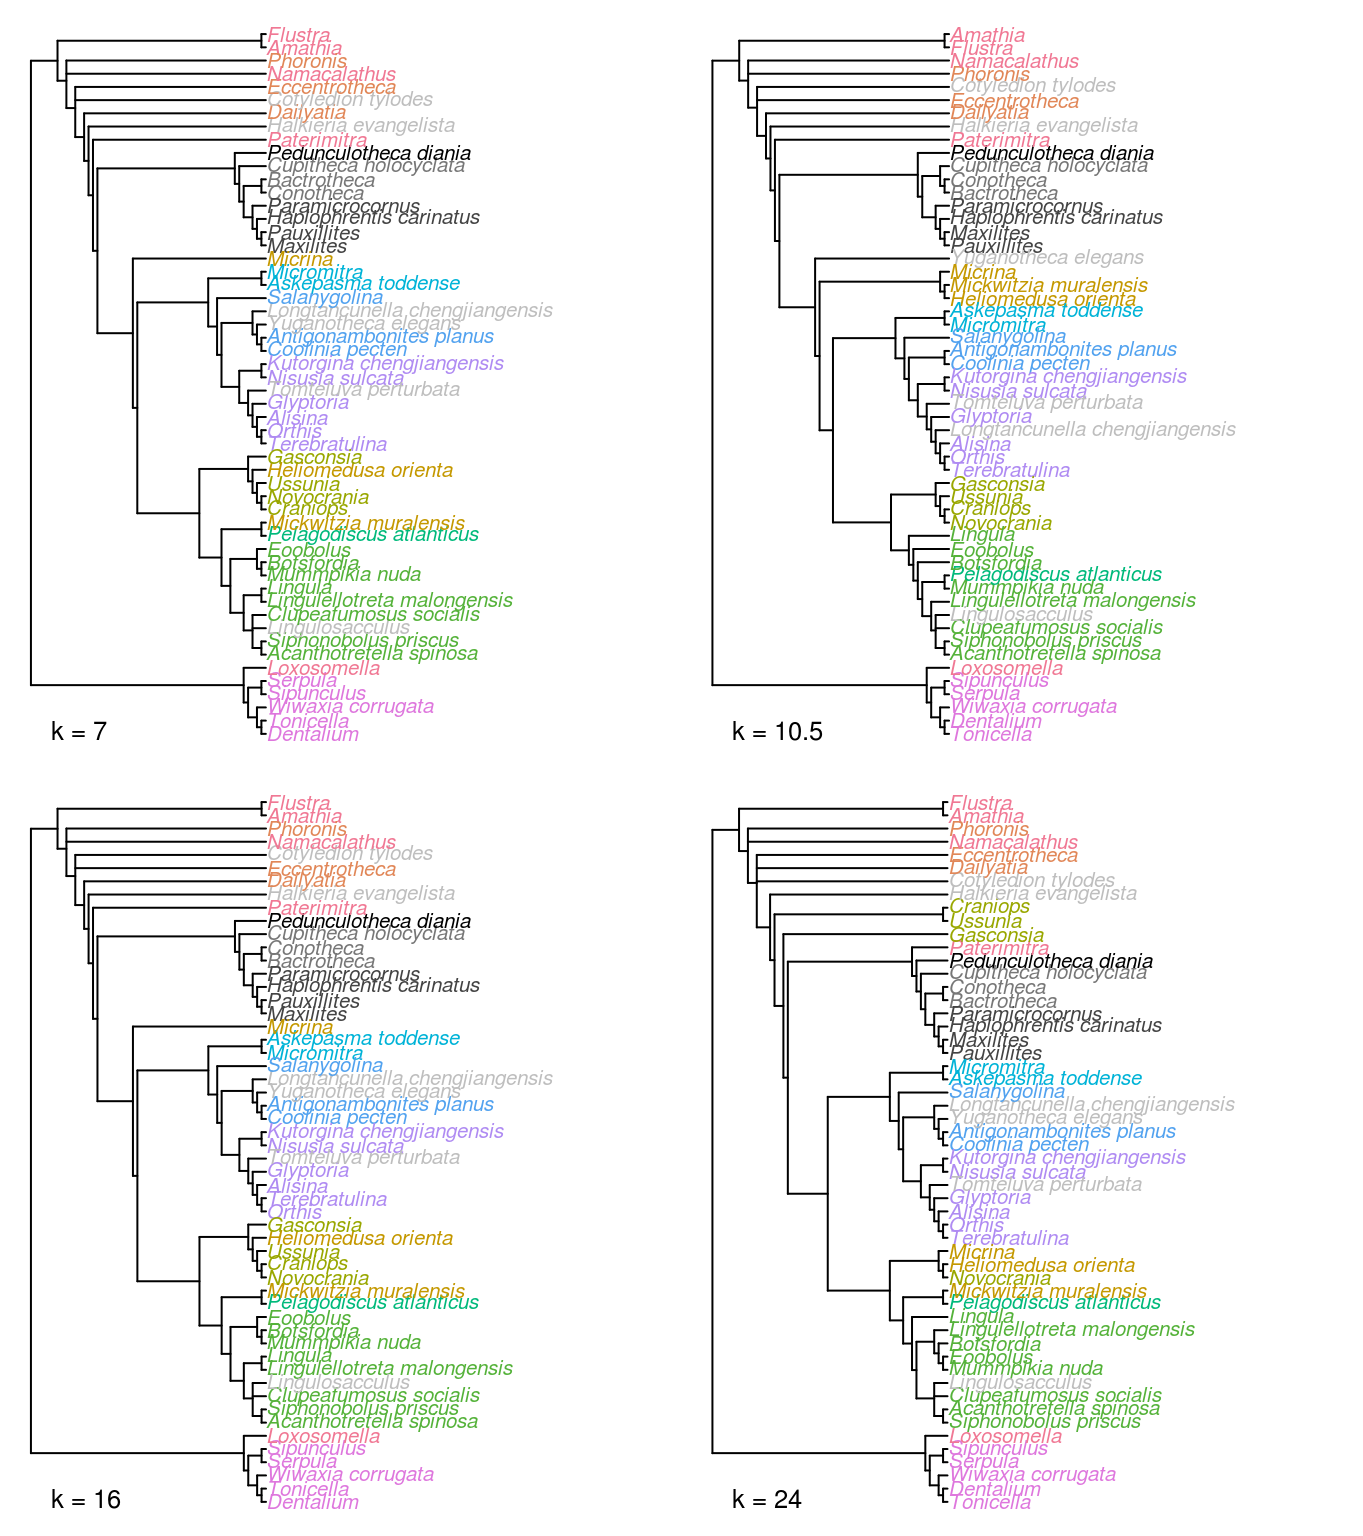 Flustra
Amathia
Phoronis
Namacalathus
Eccentrotheca
Cotyledion tylodes
Dailyatia
Halkieria evangelista
Paterimitra
Pedunculotheca diania
Cupitheca holocyclata
Bactrotheca
Conotheca
Paramicrocornus
Haplophrentis carinatus
Pauxillites
Maxilites
Micrina
Micromitra
Askepasma toddense
Salanygolina
Longtancunella chengjiangensis
Yuganotheca elegans
Antigonambonites planus
Coolinia pecten
Kutorgina chengjiangensis
Nisusia sulcata
Tomteluva perturbata
Glyptoria
Alisina
Orthis
Terebratulina
Gasconsia
Heliomedusa orienta
Ussunia
Novocrania
Craniops
Mickwitzia muralensis
Pelagodiscus atlanticus
Eoobolus
Botsfordia
Mummpikia nuda
Lingula
Lingulellotreta malongensis
Clupeafumosus socialis
Lingulosacculus
Siphonobolus priscus
Acanthotretella spinosa
Loxosomella
Serpula
Sipunculus
Wiwaxia corrugata
Tonicella
Dentalium
k = 7
Amathia
Flustra
Namacalathus
Phoronis
Cotyledion tylodes
Eccentrotheca
Dailyatia
Halkieria evangelista
Paterimitra
Pedunculotheca diania
Cupitheca holocyclata
Conotheca
Bactrotheca
Paramicrocornus
Haplophrentis carinatus
Maxilites
Pauxillites
Yuganotheca elegans
Micrina
Mickwitzia muralensis
Heliomedusa orienta
Askepasma toddense
Micromitra
Salanygolina
Antigonambonites planus
Coolinia pecten
Kutorgina chengjiangensis
Nisusia sulcata
Tomteluva perturbata
Glyptoria
Longtancunella chengjiangensis
Alisina
Orthis
Terebratulina
Gasconsia
Ussunia
Craniops
Novocrania
Lingula
Eoobolus
Botsfordia
Pelagodiscus atlanticus
Mummpikia nuda
Lingulellotreta malongensis
Lingulosacculus
Clupeafumosus socialis
Siphonobolus priscus
Acanthotretella spinosa
Loxosomella
Sipunculus
Serpula
Wiwaxia corrugata
Dentalium
Tonicella
k = 10.5
Flustra
Amathia
Phoronis
Namacalathus
Cotyledion tylodes
Eccentrotheca
Dailyatia
Halkieria evangelista
Paterimitra
Pedunculotheca diania
Cupitheca holocyclata
Conotheca
Bactrotheca
Paramicrocornus
Haplophrentis carinatus
Pauxillites
Maxilites
Micrina
Askepasma toddense
Micromitra
Salanygolina
Longtancunella chengjiangensis
Yuganotheca elegans
Antigonambonites planus
Coolinia pecten
Kutorgina chengjiangensis
Nisusia sulcata
Tomteluva perturbata
Glyptoria
Alisina
Terebratulina
Orthis
Gasconsia
Heliomedusa orienta
Ussunia
Craniops
Novocrania
Mickwitzia muralensis
Pelagodiscus atlanticus
Eoobolus
Botsfordia
Mummpikia nuda
Lingula
Lingulellotreta malongensis
Lingulosacculus
Clupeafumosus socialis
Siphonobolus priscus
Acanthotretella spinosa
Loxosomella
Sipunculus
Serpula
Wiwaxia corrugata
Tonicella
Dentalium
k = 16
Flustra
Amathia
Phoronis
Namacalathus
Eccentrotheca
Dailyatia
Cotyledion tylodes
Halkieria evangelista
Craniops
Ussunia
Gasconsia
Paterimitra
Pedunculotheca diania
Cupitheca holocyclata
Conotheca
Bactrotheca
Paramicrocornus
Haplophrentis carinatus
Maxilites
Pauxillites
Micromitra
Askepasma toddense
Salanygolina
Longtancunella chengjiangensis
Yuganotheca elegans
Antigonambonites planus
Coolinia pecten
Kutorgina chengjiangensis
Nisusia sulcata
Tomteluva perturbata
Glyptoria
Alisina
Orthis
Terebratulina
Micrina
Heliomedusa orienta
Novocrania
Mickwitzia muralensis
Pelagodiscus atlanticus
Lingula
Lingulellotreta malongensis
Botsfordia
Eoobolus
Mummpikia nuda
Lingulosacculus
Clupeafumosus socialis
Acanthotretella spinosa
Siphonobolus priscus
Loxosomella
Sipunculus
Serpula
Wiwaxia corrugata
Dentalium
Tonicella
k = 24